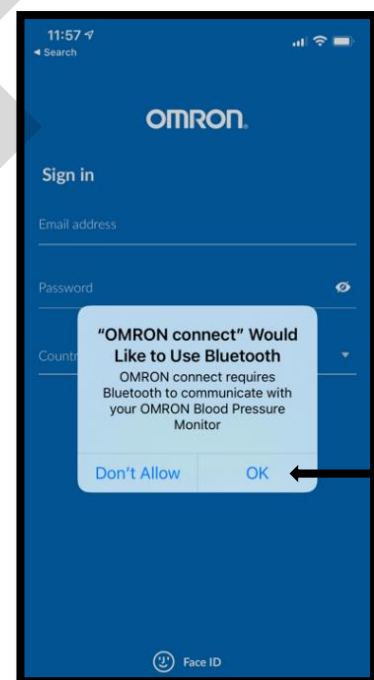 11:57
◄ Search
OMRON
Sign in
Email address
Password
"OMRON connect" Would
Like to Use Bluetooth
OMRON connect requires
Bluetooth to communicate with
your OMRON Blood Pressure
Monitor
Countr
Don't Allow OK
Face ID